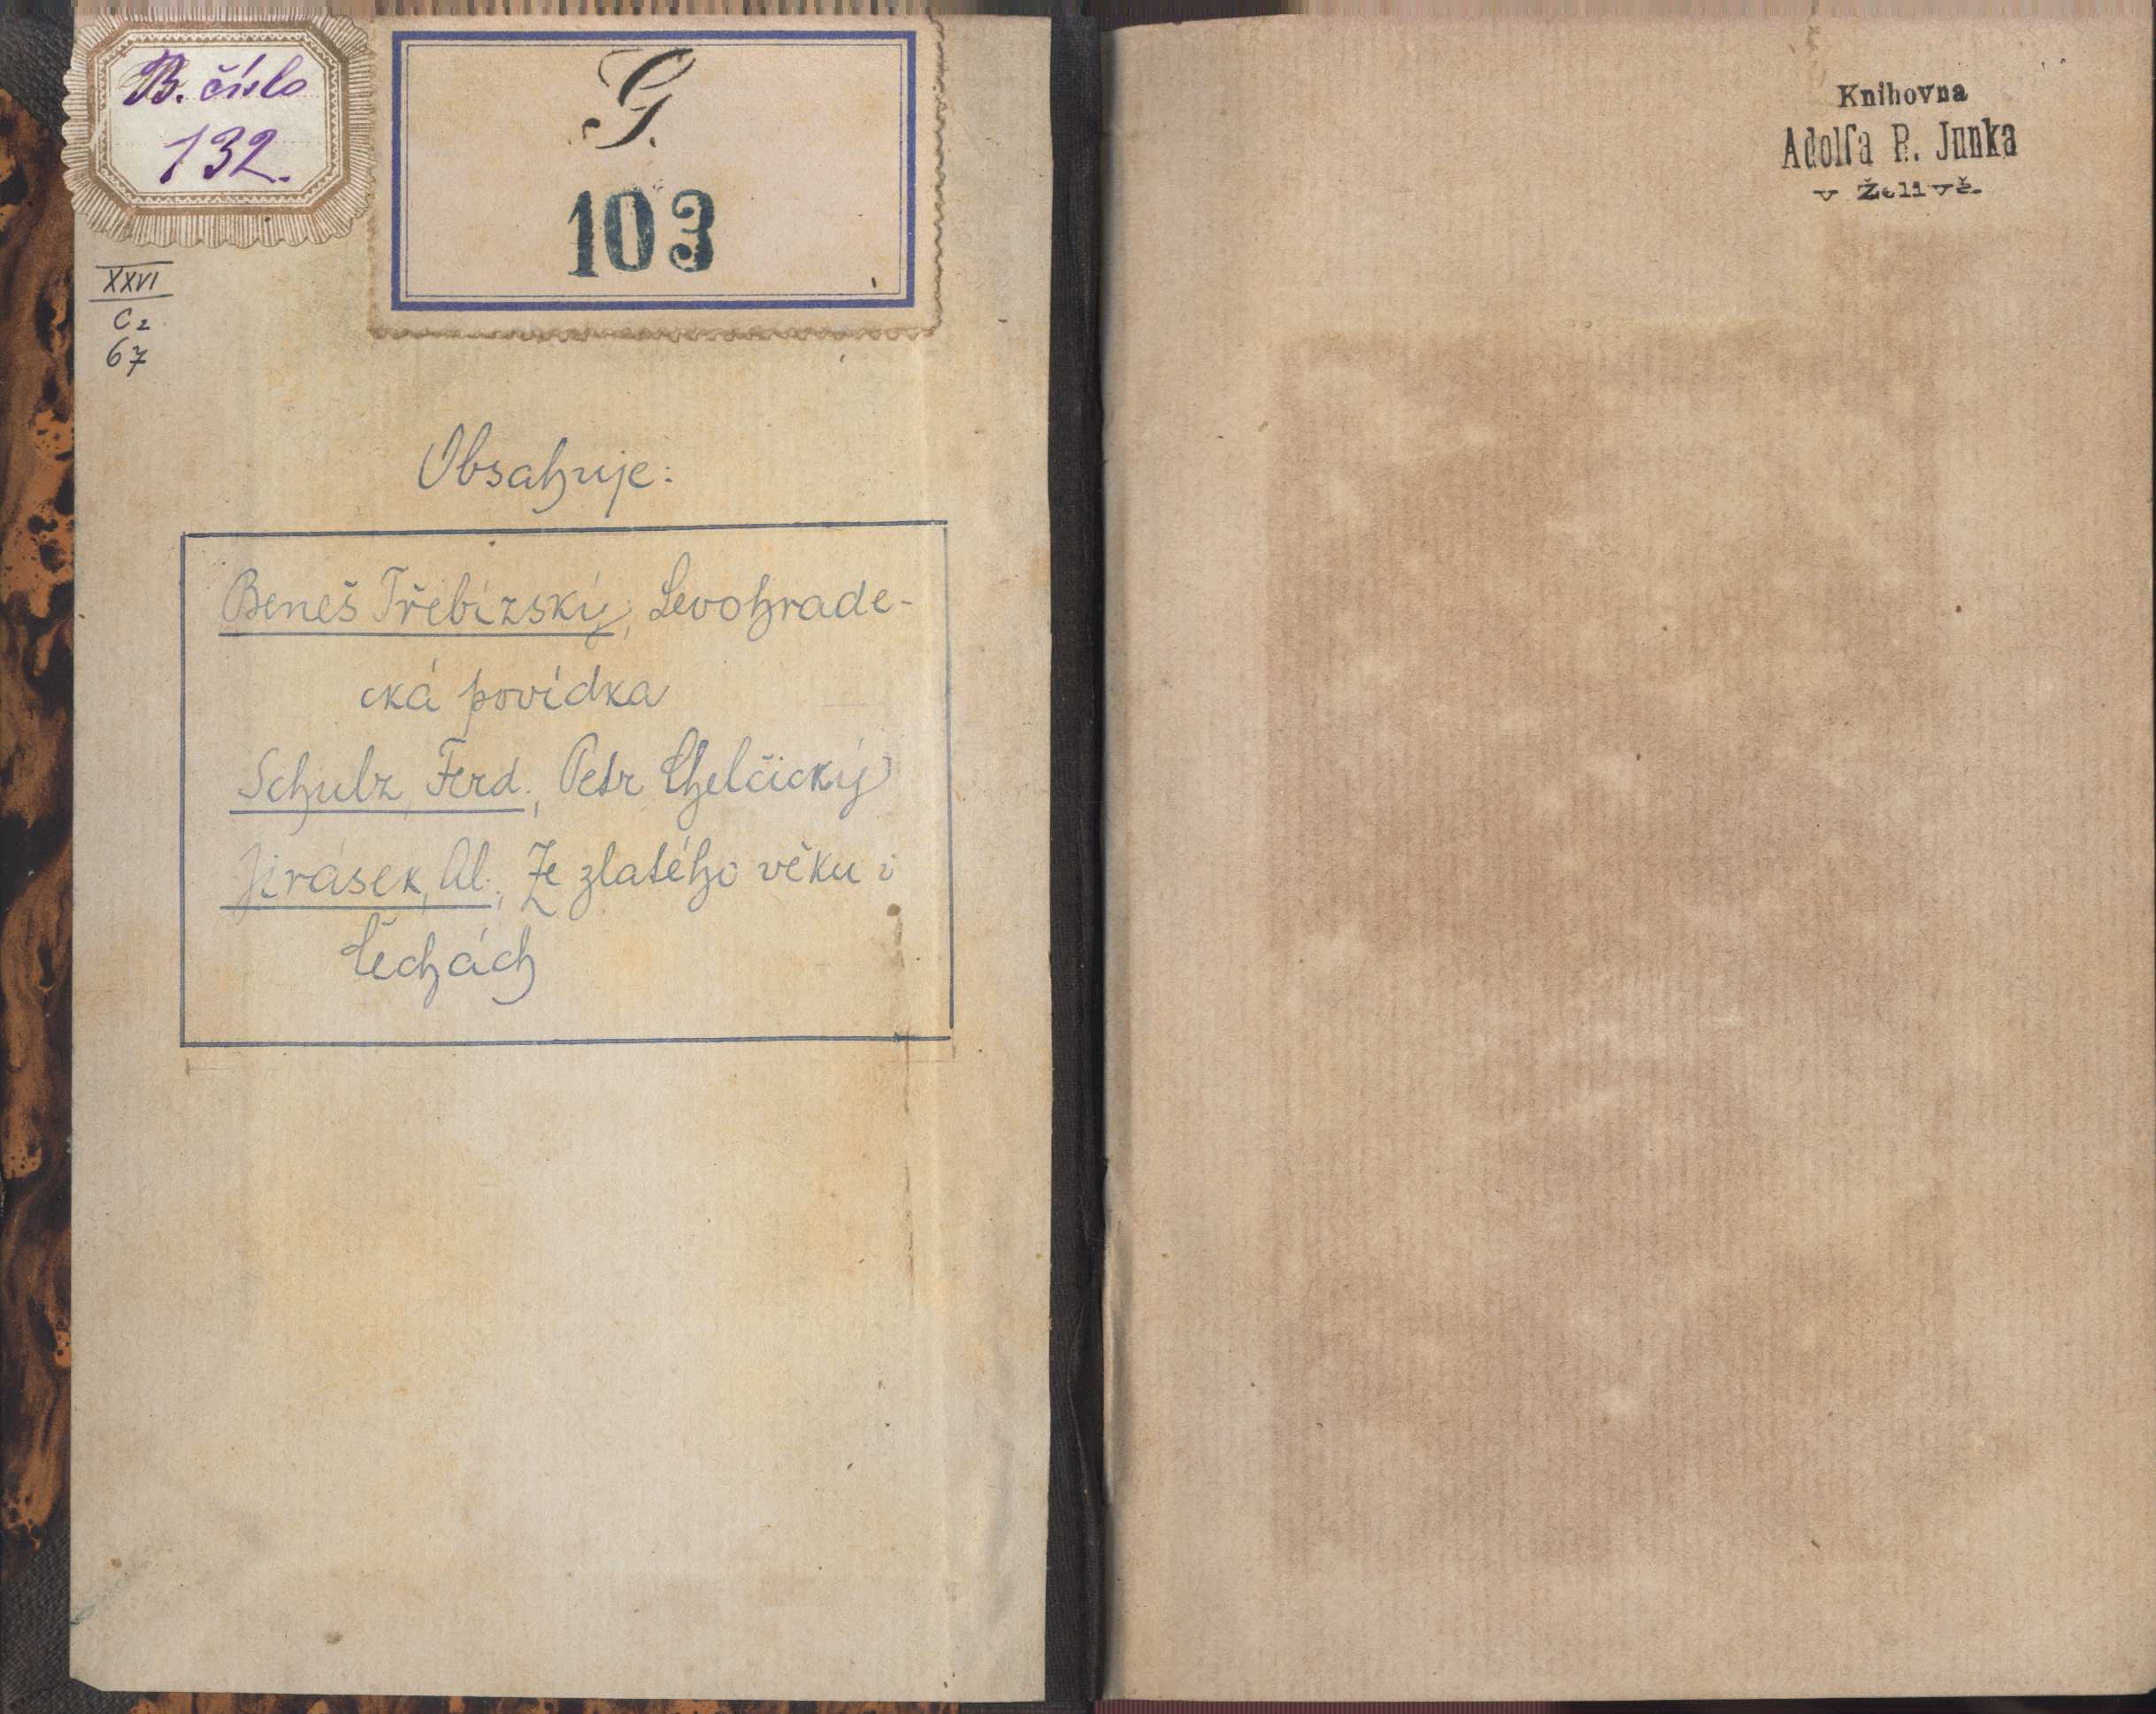 B. číslo
132.
G.
103
XXVI
C 2
67
Obsahuje:
Beneš Třebízský, Levohrade-
cká povídka
Schulz, Ferd., Petr Chelčický
Jirásek, Al., Ze zlatého věku v
Čechách
Knihovna
Adolfa R. Junka
v Želivě.